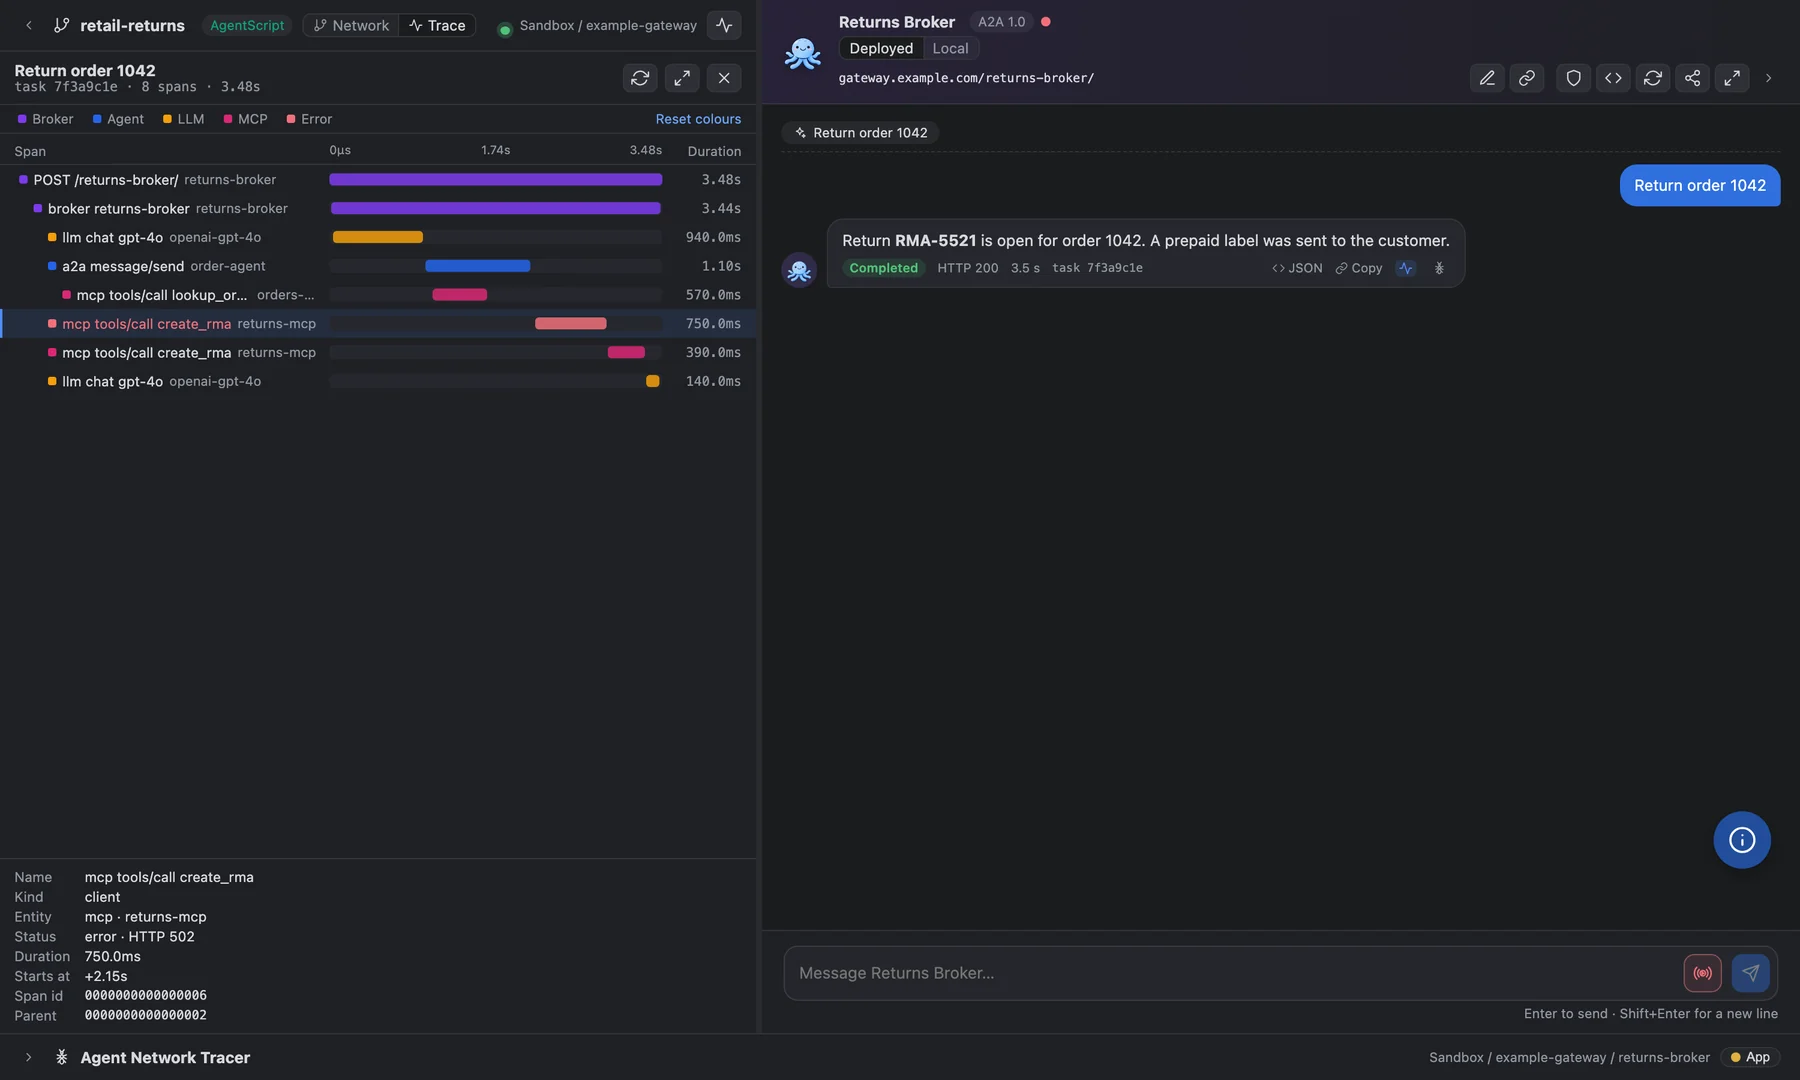 retail-returns AgentScript Network Trace Sandbox / example-gateway
Return order 1042
task 7f3a9c1e · 8 spans · 3.48s
Broker Agent LLM MCP Error Reset colours
Span 0µs 1.74s 3.48s Duration
POST /returns-broker/ returns-broker 3.48s
broker returns-broker returns-broker 3.44s
llm chat gpt-4o openai-gpt-4o 940.0ms
a2a message/send order-agent 1.10s
mcp tools/call lookup_or... orders-... 570.0ms
mcp tools/call create_rma returns-mcp 750.0ms
mcp tools/call create_rma returns-mcp 390.0ms
llm chat gpt-4o openai-gpt-4o 140.0ms
Name mcp tools/call create_rma
Kind client
Entity mcp · returns-mcp
Status error · HTTP 502
Duration 750.0ms
Starts at +2.15s
Span id 0000000000000006
Parent 0000000000000002
Returns Broker A2A 1.0
Deployed Local
gateway.example.com/returns-broker/
Return order 1042
Return order 1042
Return RMA-5521 is open for order 1042. A prepaid label was sent to the customer.
Completed HTTP 200 3.5 s task 7f3a9c1e JSON Copy
Message Returns Broker...
Enter to send · Shift+Enter for a new line
Agent Network Tracer Sandbox / example-gateway / returns-broker App